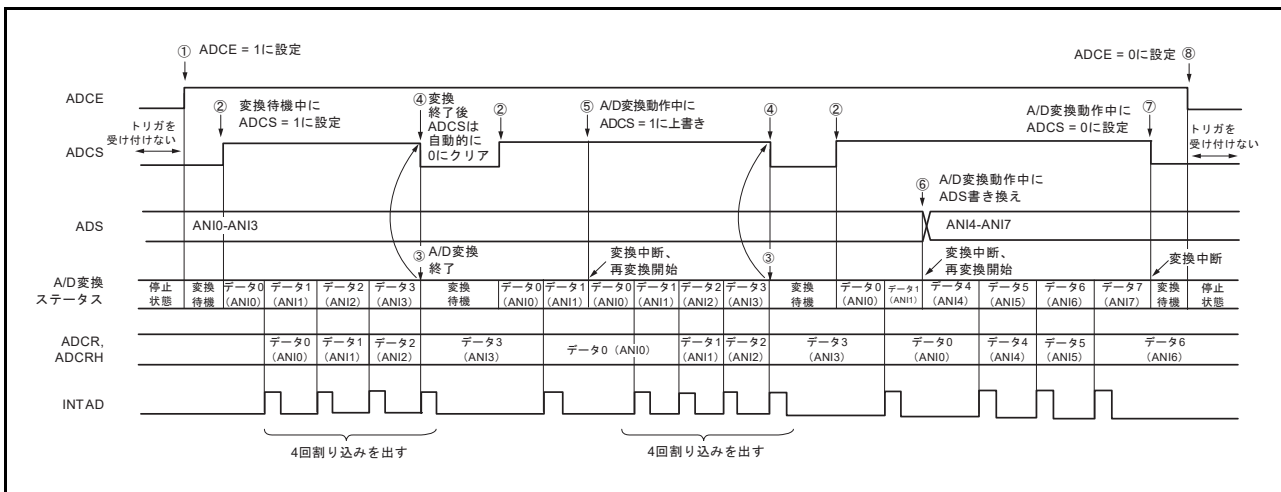 ① ADCE = 1に設定
ADCE = 0に設定 ⑧
ADCE
② 変換待機中に
ADCS = 1に設定
④ 変換
終了後
ADCSは
自動的に
0にクリア
②
⑤ A/D変換動作中に
ADCS = 1に上書き
④
②
A/D変換動作中に ⑦
ADCS = 0に設定
トリガを
受け付けない
トリガを
受け付けない
ADCS
⑥ A/D変換動作中に
ADS書き換え
ADS
ANI0-ANI3
ANI4-ANI7
③ A/D変換
終了
変換中断、
再変換開始
③
変換中断、
再変換開始
変換中断
A/D変換
ステータス
停止
状態
変換
待機
データ0
(ANI0)
データ1
(ANI1)
データ2
(ANI2)
データ3
(ANI3)
変換
待機
データ0
(ANI0)
データ1
(ANI1)
データ0
(ANI0)
データ1
(ANI1)
データ2
(ANI2)
データ3
(ANI3)
変換
待機
データ0
(ANI0)
データ1
(ANI1)
データ4
(ANI4)
データ5
(ANI5)
データ6
(ANI6)
データ7
(ANI7)
変換
待機
停止
状態
ADCR,
ADCRH
データ0
(ANI0)
データ1
(ANI1)
データ2
(ANI2)
データ3
(ANI3)
データ0 (ANI0)
データ1
(ANI1)
データ2
(ANI2)
データ3
(ANI3)
データ0
(ANI0)
データ4
(ANI4)
データ5
(ANI5)
データ6
(ANI6)
INTAD
4回割り込みを出す
4回割り込みを出す